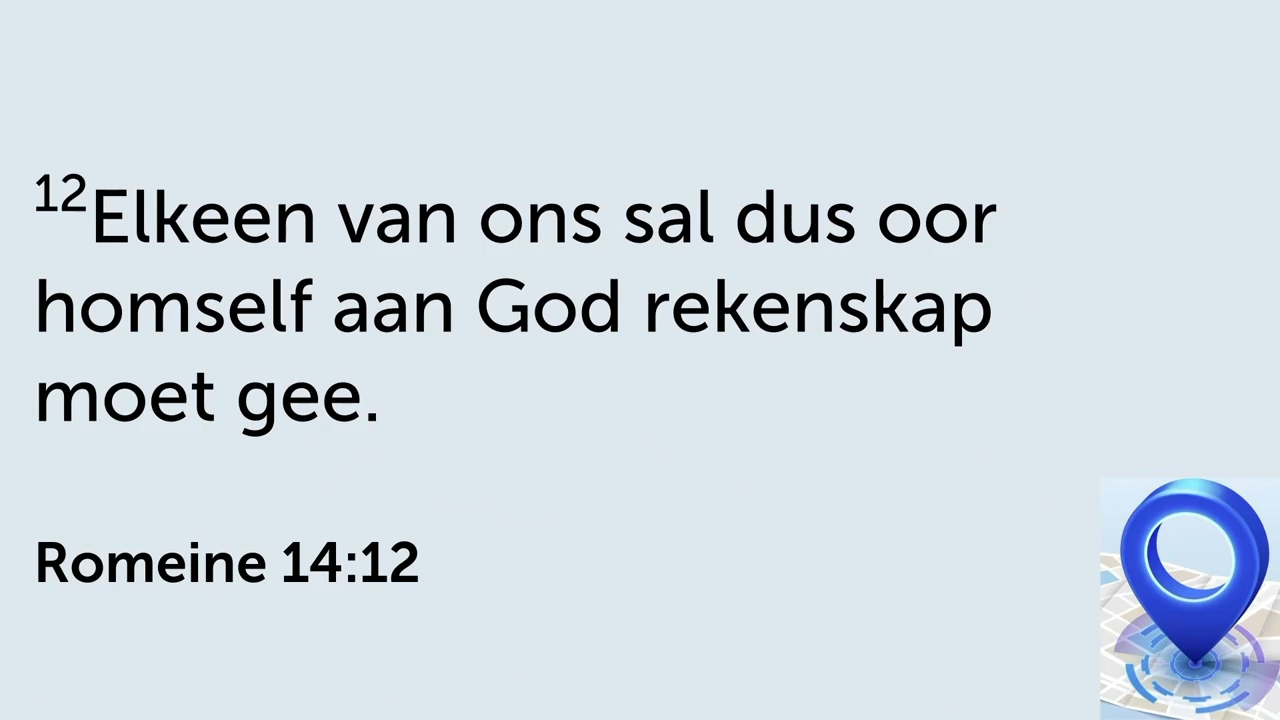 ¹²Elkeen van ons sal dus oor
homself aan God rekenskap
moet gee.
Romeine 14:12